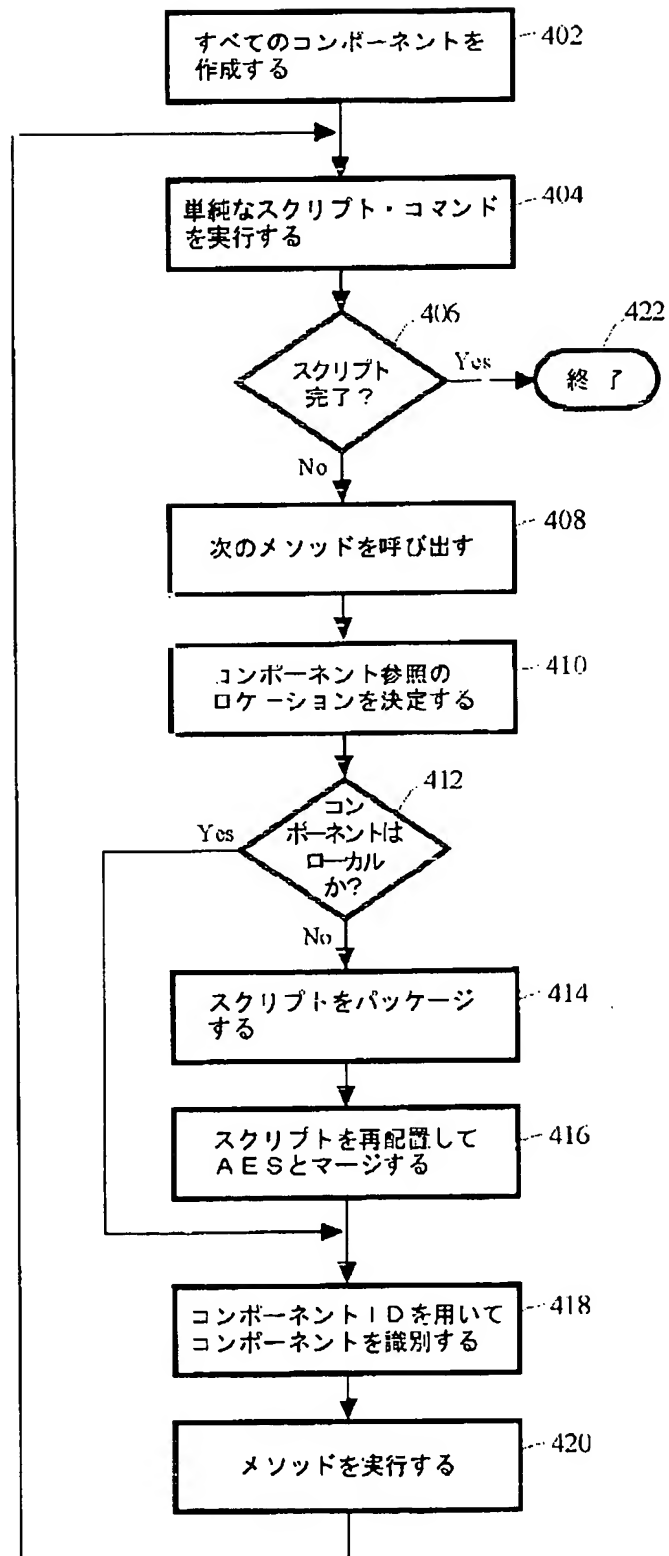 すべてのコンポーネントを
作成する
402
単純なスクリプト・コマンド
を実行する
404
406
スクリプト
完了?
Yes
422
終 了
No
408
次のメソッドを呼び出す
410
コンポーネント参照の
ロケーションを決定する
412
コン
ポーネントは
ローカル
か?
Yes
No
スクリプトをパッケージ
する
414
スクリプトを再配置して
AESとマージする
416
コンポーネントIDを用いて
コンポーネントを識別する
418
メソッドを実行する
420